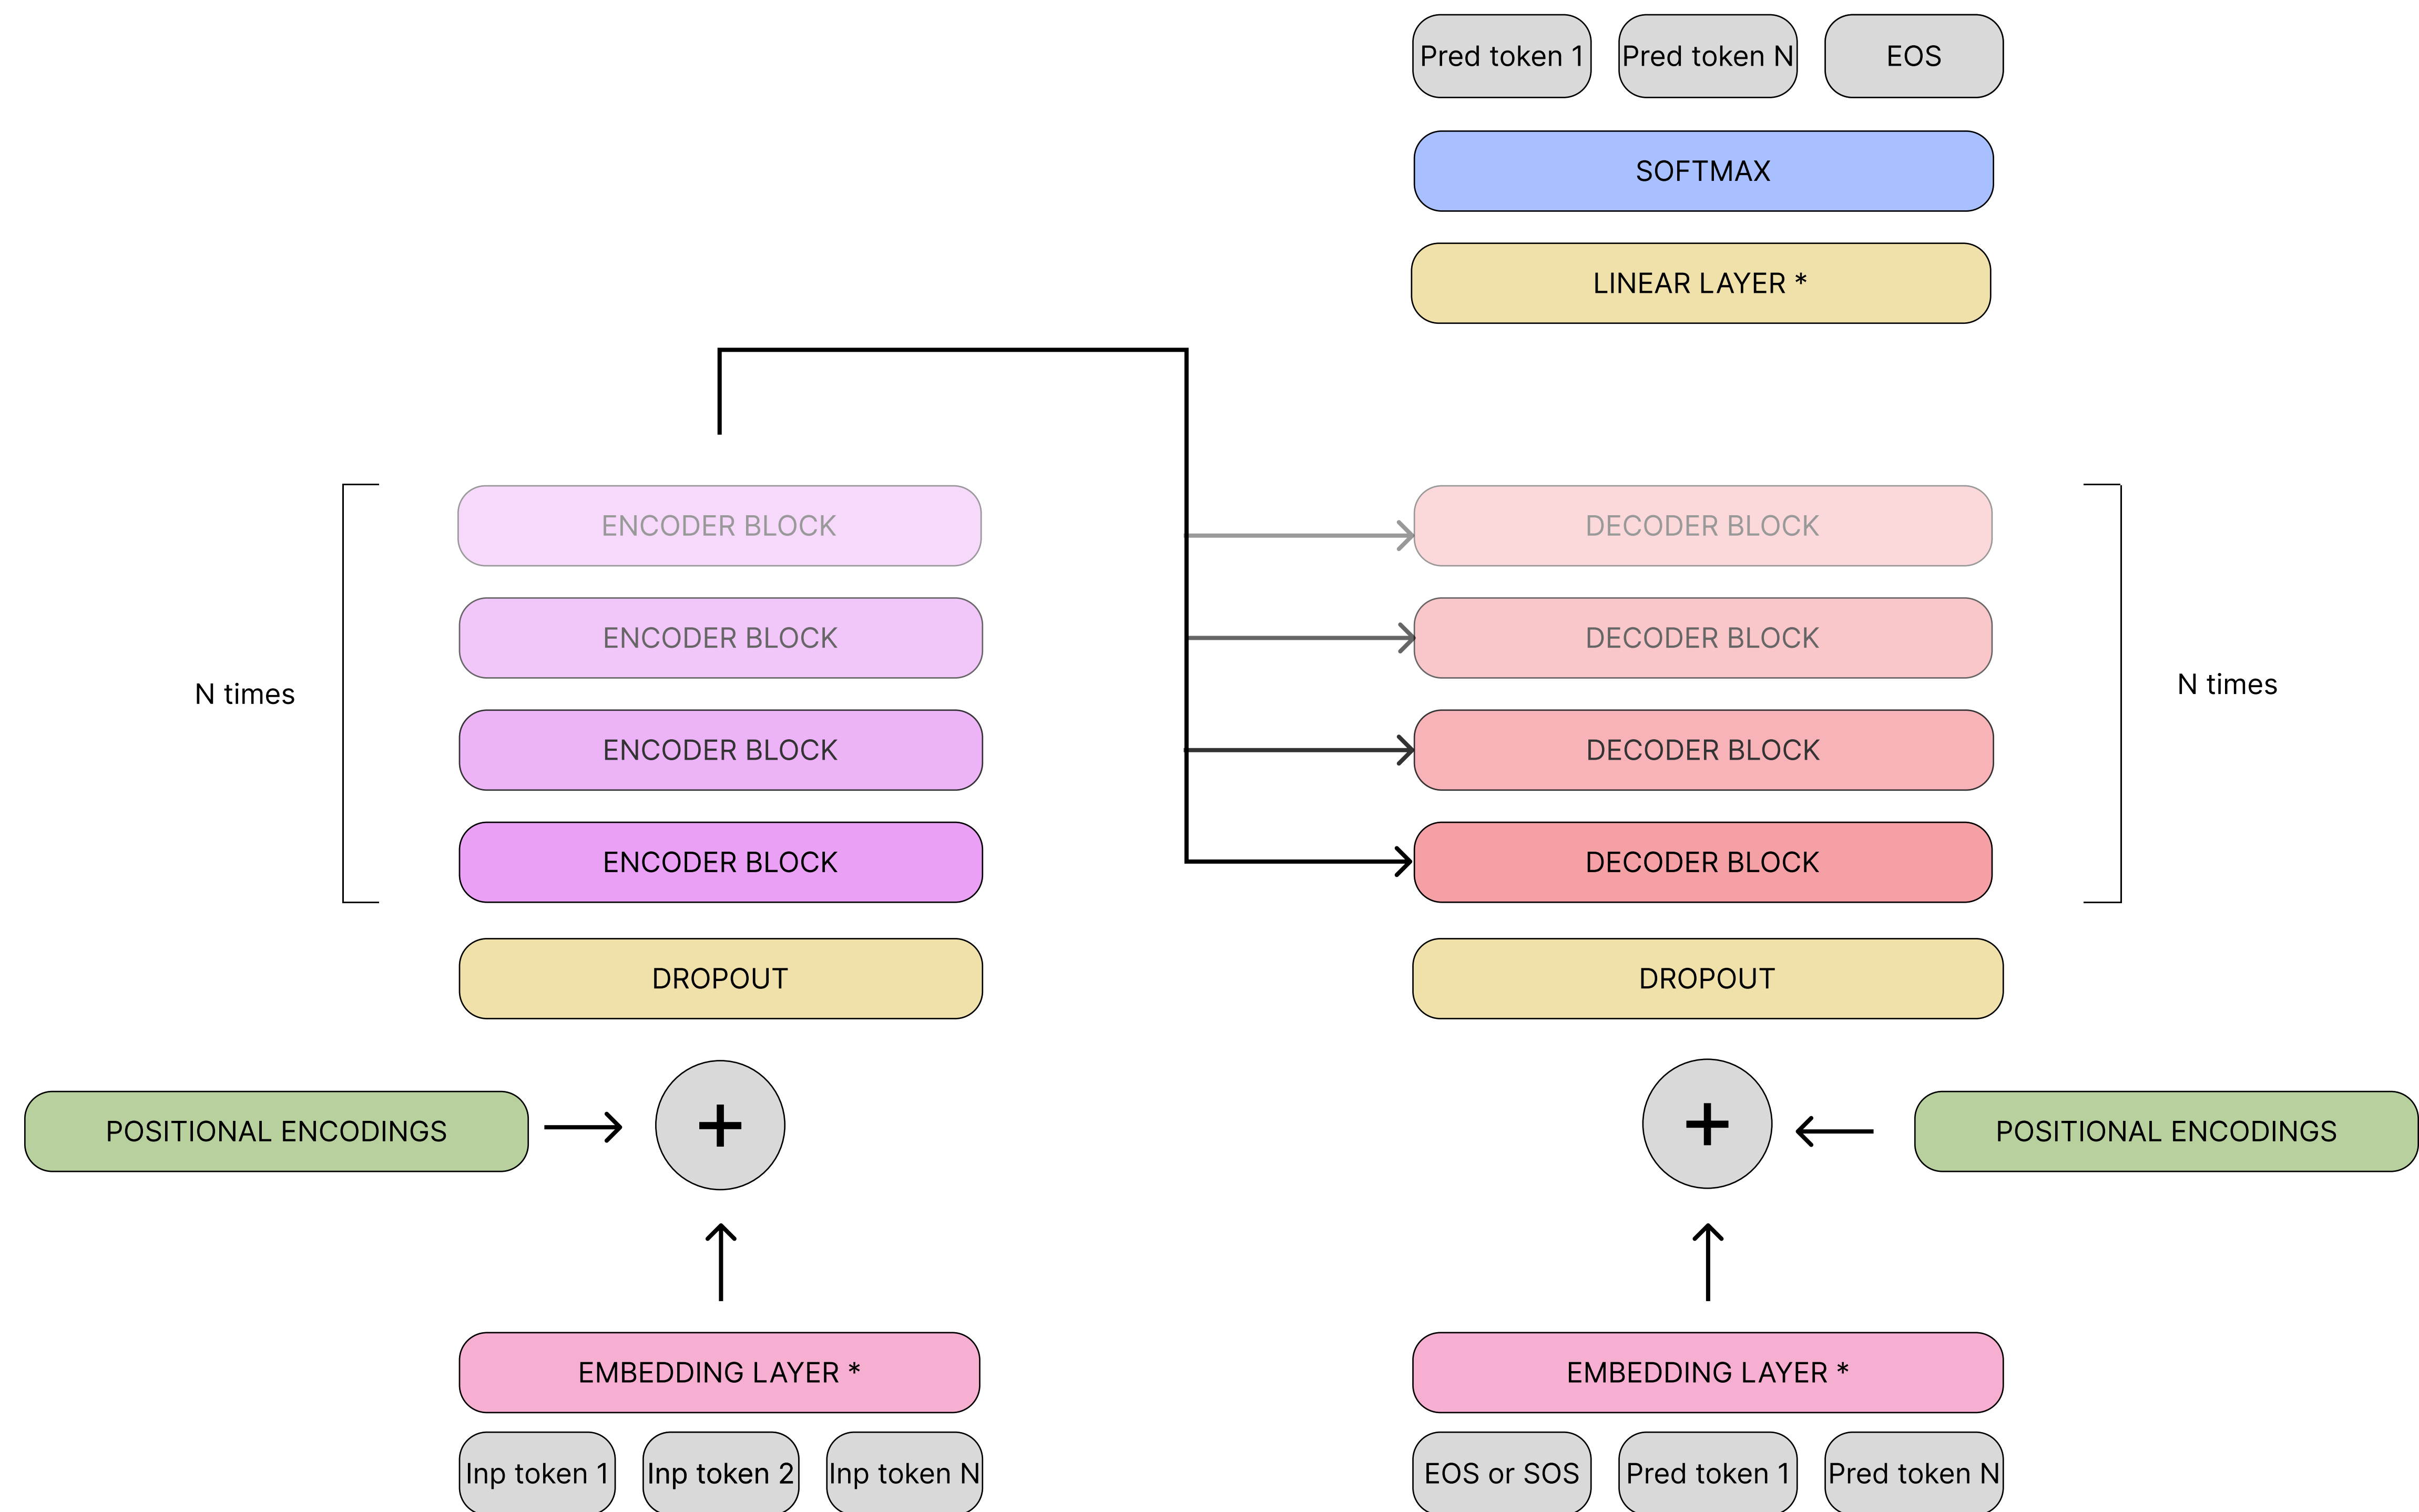 Pred token 1
Pred token N
EOS
SOFTMAX
LINEAR LAYER *
ENCODER BLOCK
DECODER BLOCK
ENCODER BLOCK
DECODER BLOCK
N times
N times
ENCODER BLOCK
DECODER BLOCK
ENCODER BLOCK
DECODER BLOCK
DROPOUT
DROPOUT
POSITIONAL ENCODINGS
+
+
POSITIONAL ENCODINGS
EMBEDDING LAYER *
EMBEDDING LAYER *
Inp token 1
Inp token 2
Inp token N
EOS or SOS
Pred token 1
Pred token N